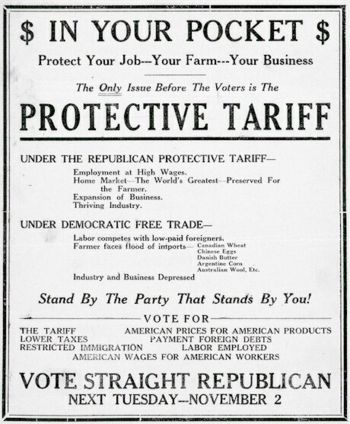 $ IN YOUR POCKET $
Protect Your Job---Your Farm---Your Business
The Only Issue Before The Voters is The
PROTECTIVE TARIFF
UNDER THE REPUBLICAN PROTECTIVE TARIFF—
Employment at High Wages.
Home Market—The World's Greatest—Preserved For
the Farmer.
Expansion of Business.
Thriving Industry.
UNDER DEMOCRATIC FREE TRADE—
Labor competes with low-paid foreigners.
Farmer faces flood of imports— Canadian Wheat
Chinese Eggs
Danish Butter
Argentine Corn
Australian Wool, Etc.
Industry and Business Depressed
Stand By The Party That Stands By You!
VOTE FOR
THE TARIFF AMERICAN PRICES FOR AMERICAN PRODUCTS
LOWER TAXES PAYMENT FOREIGN DEBTS
RESTRICTED IMMIGRATION LABOR EMPLOYED
AMERICAN WAGES FOR AMERICAN WORKERS
VOTE STRAIGHT REPUBLICAN
NEXT TUESDAY—NOVEMBER 2